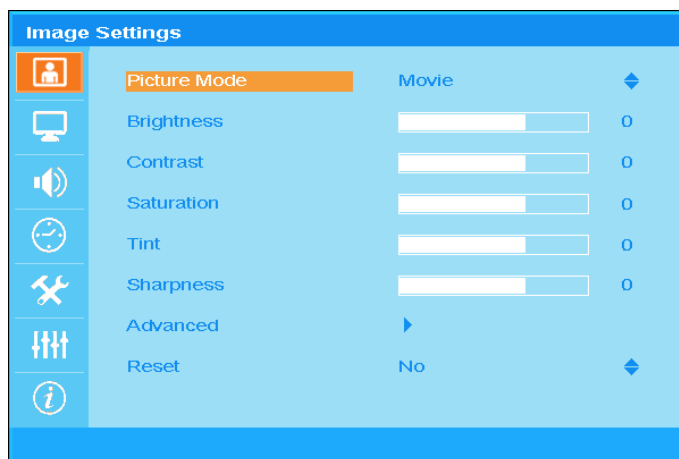 Image Settings
Picture Mode Movie
Brightness 0
Contrast 0
Saturation 0
Tint 0
Sharpness 0
Advanced
Reset No
i